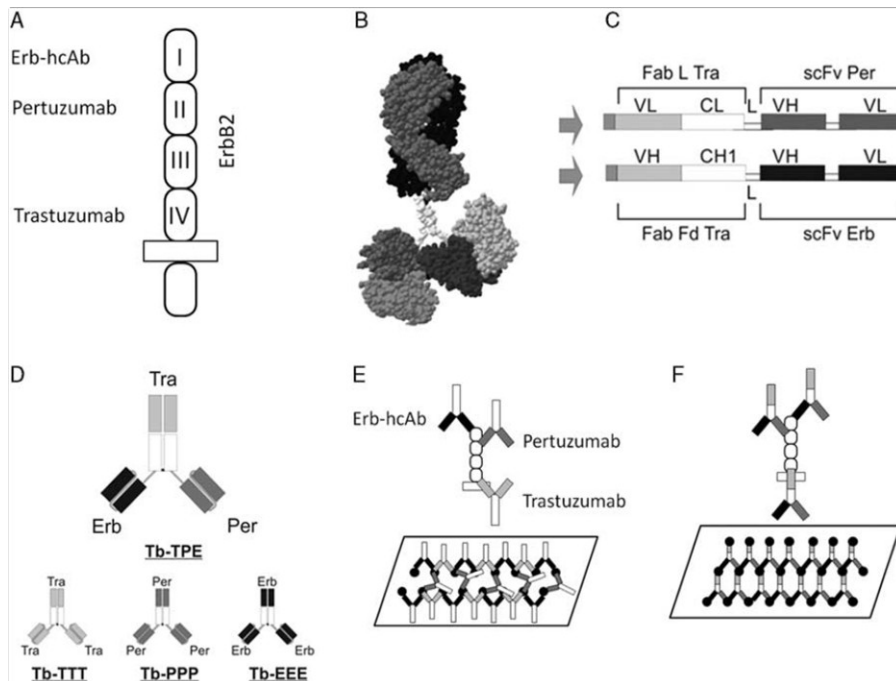 A
Erb-hcAb
Pertuzumab
Trastuzumab
I
II
III
IV
ErbB2
B
C
Fab L Tra
scFv Per
VL
CL
L
VH
VL
VH
CH1
VH
VL
L
Fab Fd Tra
scFv Erb
D
Tra
Erb
Per
Tb-TPE
Tra
Tra
Tra
Tb-TTT
Per
Per
Per
Tb-PPP
Erb
Erb
Erb
Tb-EEE
E
Erb-hcAb
Pertuzumab
Trastuzumab
F